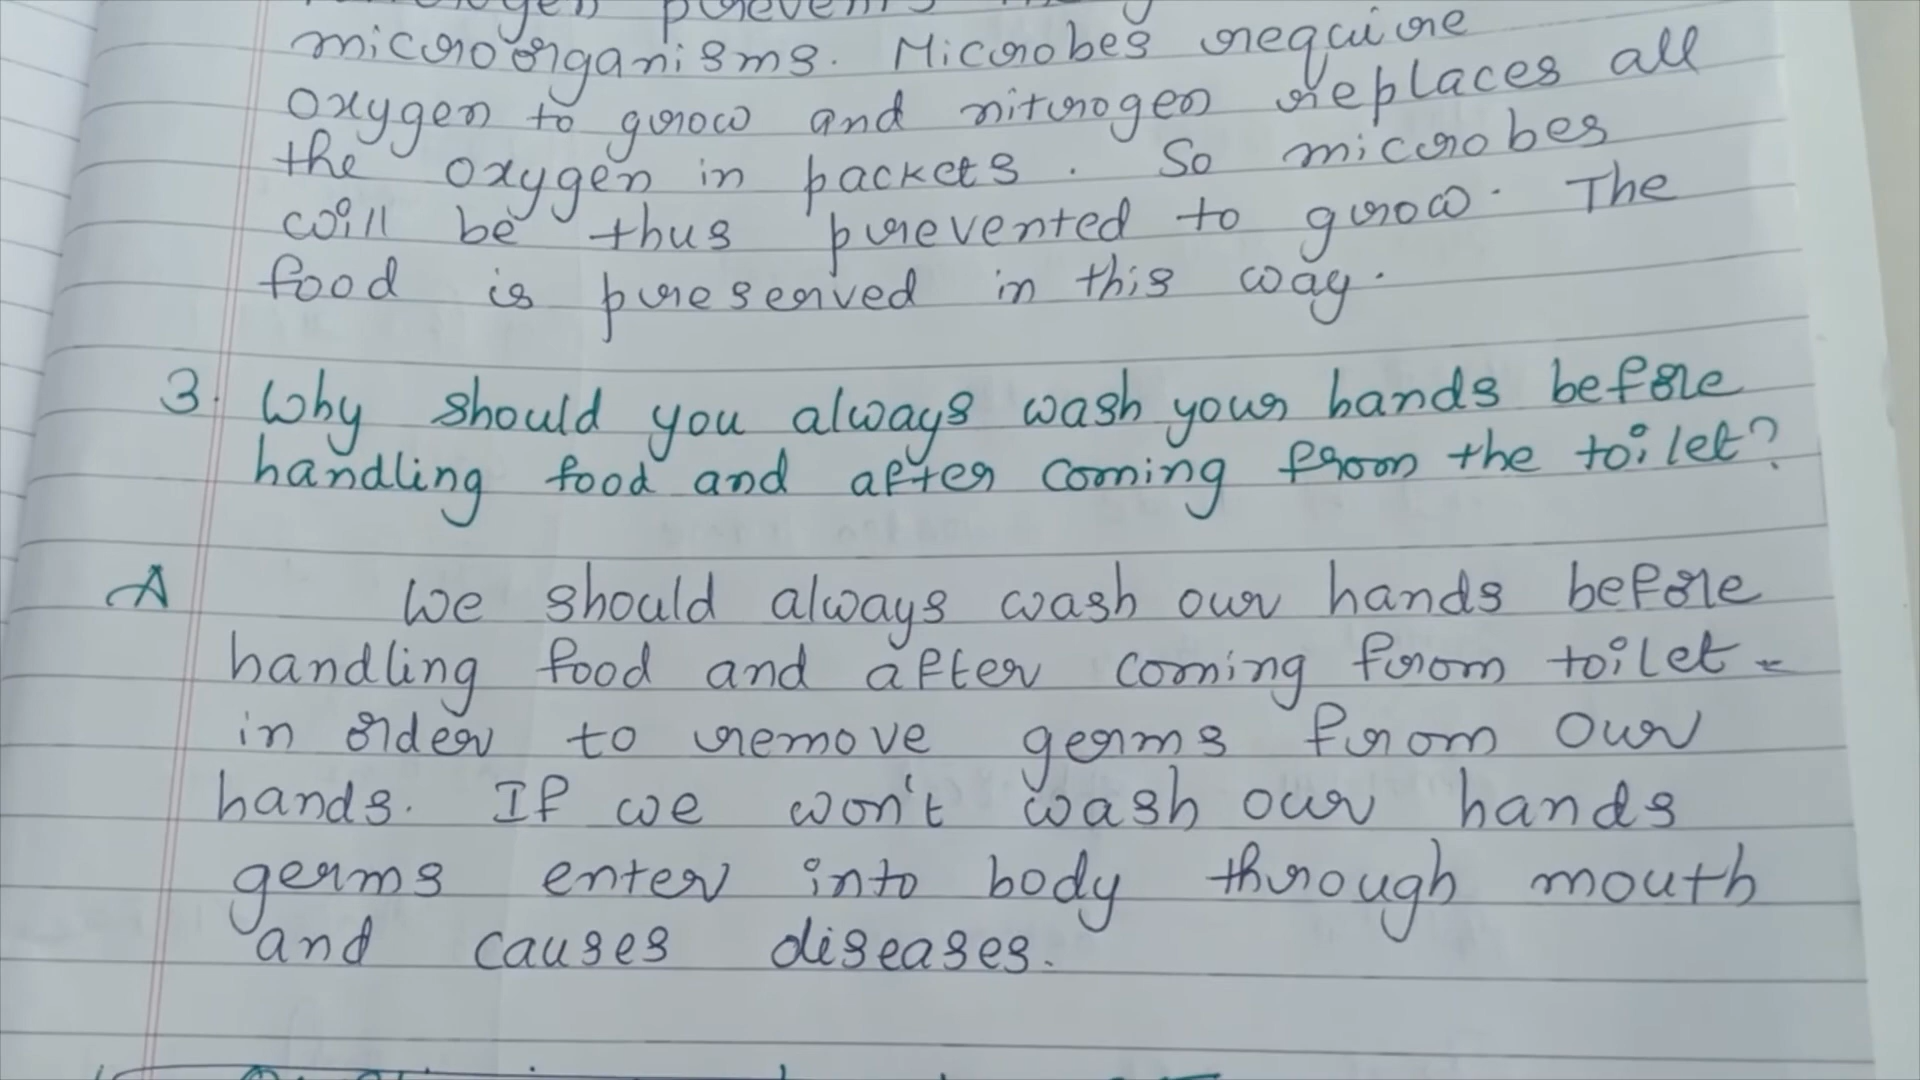 prevents
microorganisms. Microbes require
oxygen to grow and nitrogen replaces all
the oxygen in packets. So microbes
will be thus prevented to grow. The
food is preserved in this way.
3. Why should you always wash your hands before
handling food and after coming from the toilet?
A We should always wash our hands before
handling food and after coming from toilet -
in order to remove germs from our
hands. If we won't wash our hands
germs enter into body through mouth
and causes diseases.